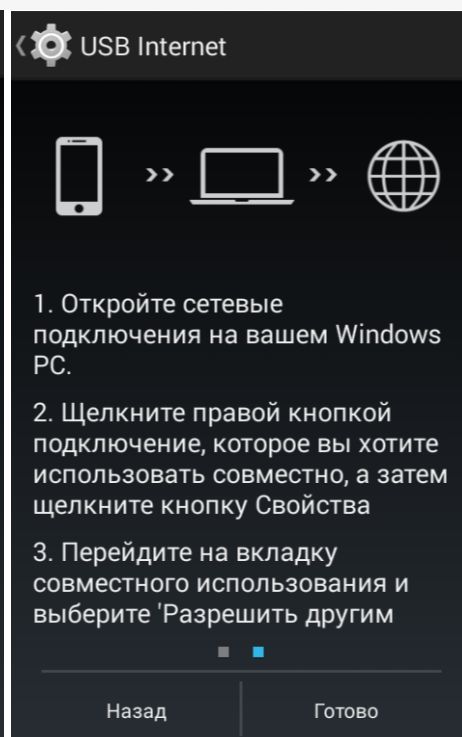 USB Internet
1. Откройте сетевые
подключения на вашем Windows
PC.
2. Щелкните правой кнопкой
подключение, которое вы хотите
использовать совместно, а затем
щелкните кнопку Свойства
3. Перейдите на вкладку
совместного использования и
выберите 'Разрешить другим
Назад
Готово